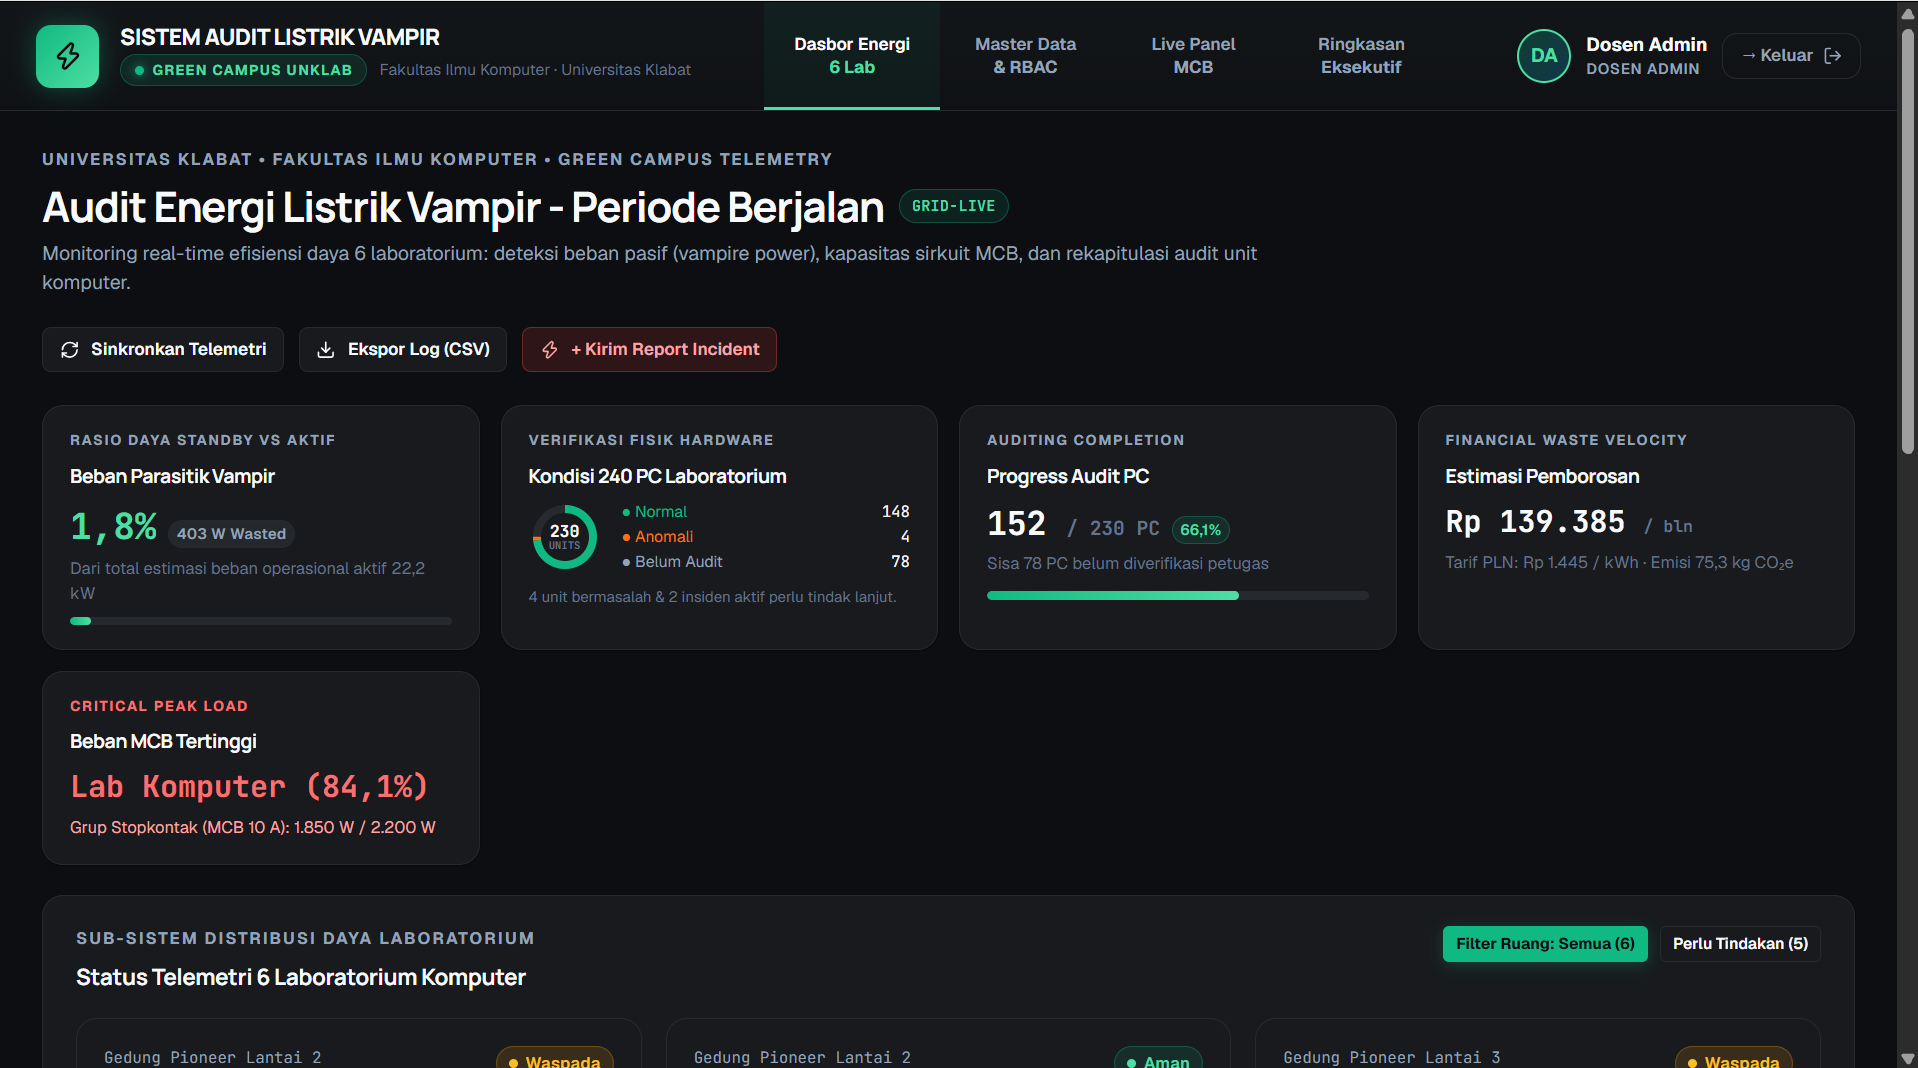 SISTEM AUDIT LISTRIK VAMPIR
GREEN CAMPUS UNKLAB
Fakultas Ilmu Komputer · Universitas Klabat
Dasbor Energi
6 Lab
Master Data
& RBAC
Live Panel
MCB
Ringkasan
Eksekutif
DA
Dosen Admin
DOSEN ADMIN
→ Keluar
UNIVERSITAS KLABAT • FAKULTAS ILMU KOMPUTER • GREEN CAMPUS TELEMETRY
Audit Energi Listrik Vampir - Periode Berjalan
GRID-LIVE
Monitoring real-time efisiensi daya 6 laboratorium: deteksi beban pasif (vampire power), kapasitas sirkuit MCB, dan rekapitulasi audit unit
komputer.
Sinkronkan Telemetri
Ekspor Log (CSV)
+ Kirim Report Incident
RASIO DAYA STANDBY VS AKTIF
Beban Parasitik Vampir
1,8%
403 W Wasted
Dari total estimasi beban operasional aktif 22,2
kW
VERIFIKASI FISIK HARDWARE
Kondisi 240 PC Laboratorium
230
UNITS
Normal 148
Anomali 4
Belum Audit 78
4 unit bermasalah & 2 insiden aktif perlu tindak lanjut.
AUDITING COMPLETION
Progress Audit PC
152 / 230 PC
66,1%
Sisa 78 PC belum diverifikasi petugas
FINANCIAL WASTE VELOCITY
Estimasi Pemborosan
Rp 139.385 / bln
Tarif PLN: Rp 1.445 / kWh · Emisi 75,3 kg CO₂e
CRITICAL PEAK LOAD
Beban MCB Tertinggi
Lab Komputer (84,1%)
Grup Stopkontak (MCB 10 A): 1.850 W / 2.200 W
SUB-SISTEM DISTRIBUSI DAYA LABORATORIUM
Status Telemetri 6 Laboratorium Komputer
Filter Ruang: Semua (6)
Perlu Tindakan (5)
Gedung Pioneer Lantai 2
Waspada
Gedung Pioneer Lantai 2
Aman
Gedung Pioneer Lantai 3
Waspada